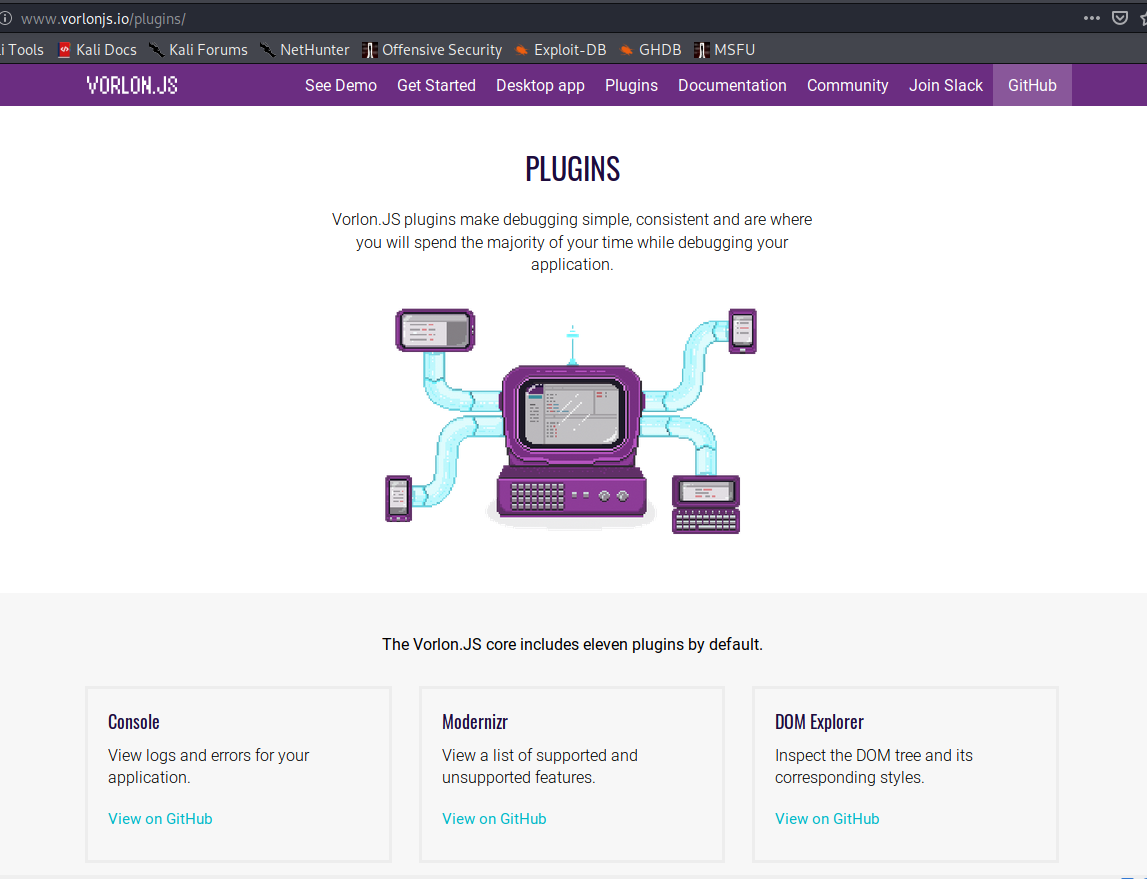 www.vorlonjs.io/plugins/
i Tools Kali Docs Kali Forums NetHunter Offensive Security Exploit-DB GHDB MSFU
VORLON.JS See Demo Get Started Desktop app Plugins Documentation Community Join Slack GitHub
PLUGINS
Vorlon.JS plugins make debugging simple, consistent and are where
you will spend the majority of your time while debugging your
application.
The Vorlon.JS core includes eleven plugins by default.
Console
View logs and errors for your
application.
View on GitHub
Modernizr
View a list of supported and
unsupported features.
View on GitHub
DOM Explorer
Inspect the DOM tree and its
corresponding styles.
View on GitHub